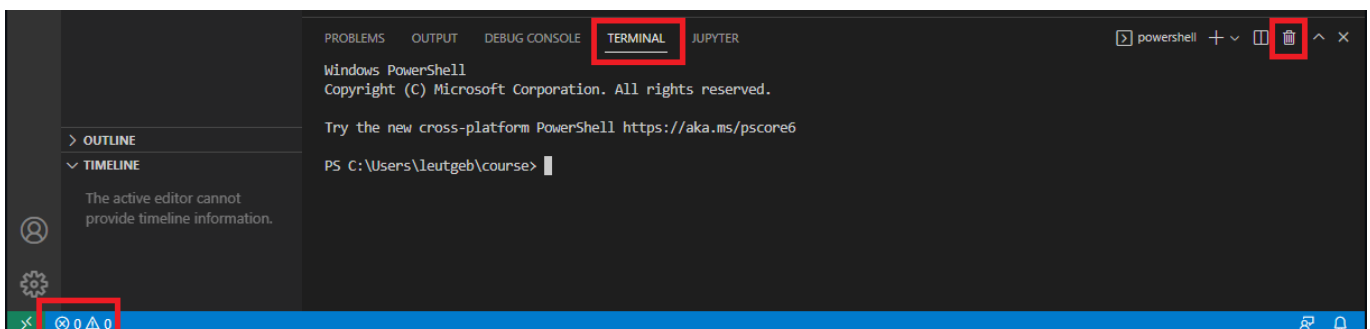 PROBLEMS OUTPUT DEBUG CONSOLE TERMINAL JUPYTER powershell
Windows PowerShell
Copyright (C) Microsoft Corporation. All rights reserved.
Try the new cross-platform PowerShell https://aka.ms/pscore6
PS C:\Users\leutgeb\course>
OUTLINE
TIMELINE
The active editor cannot
provide timeline information.
0 0